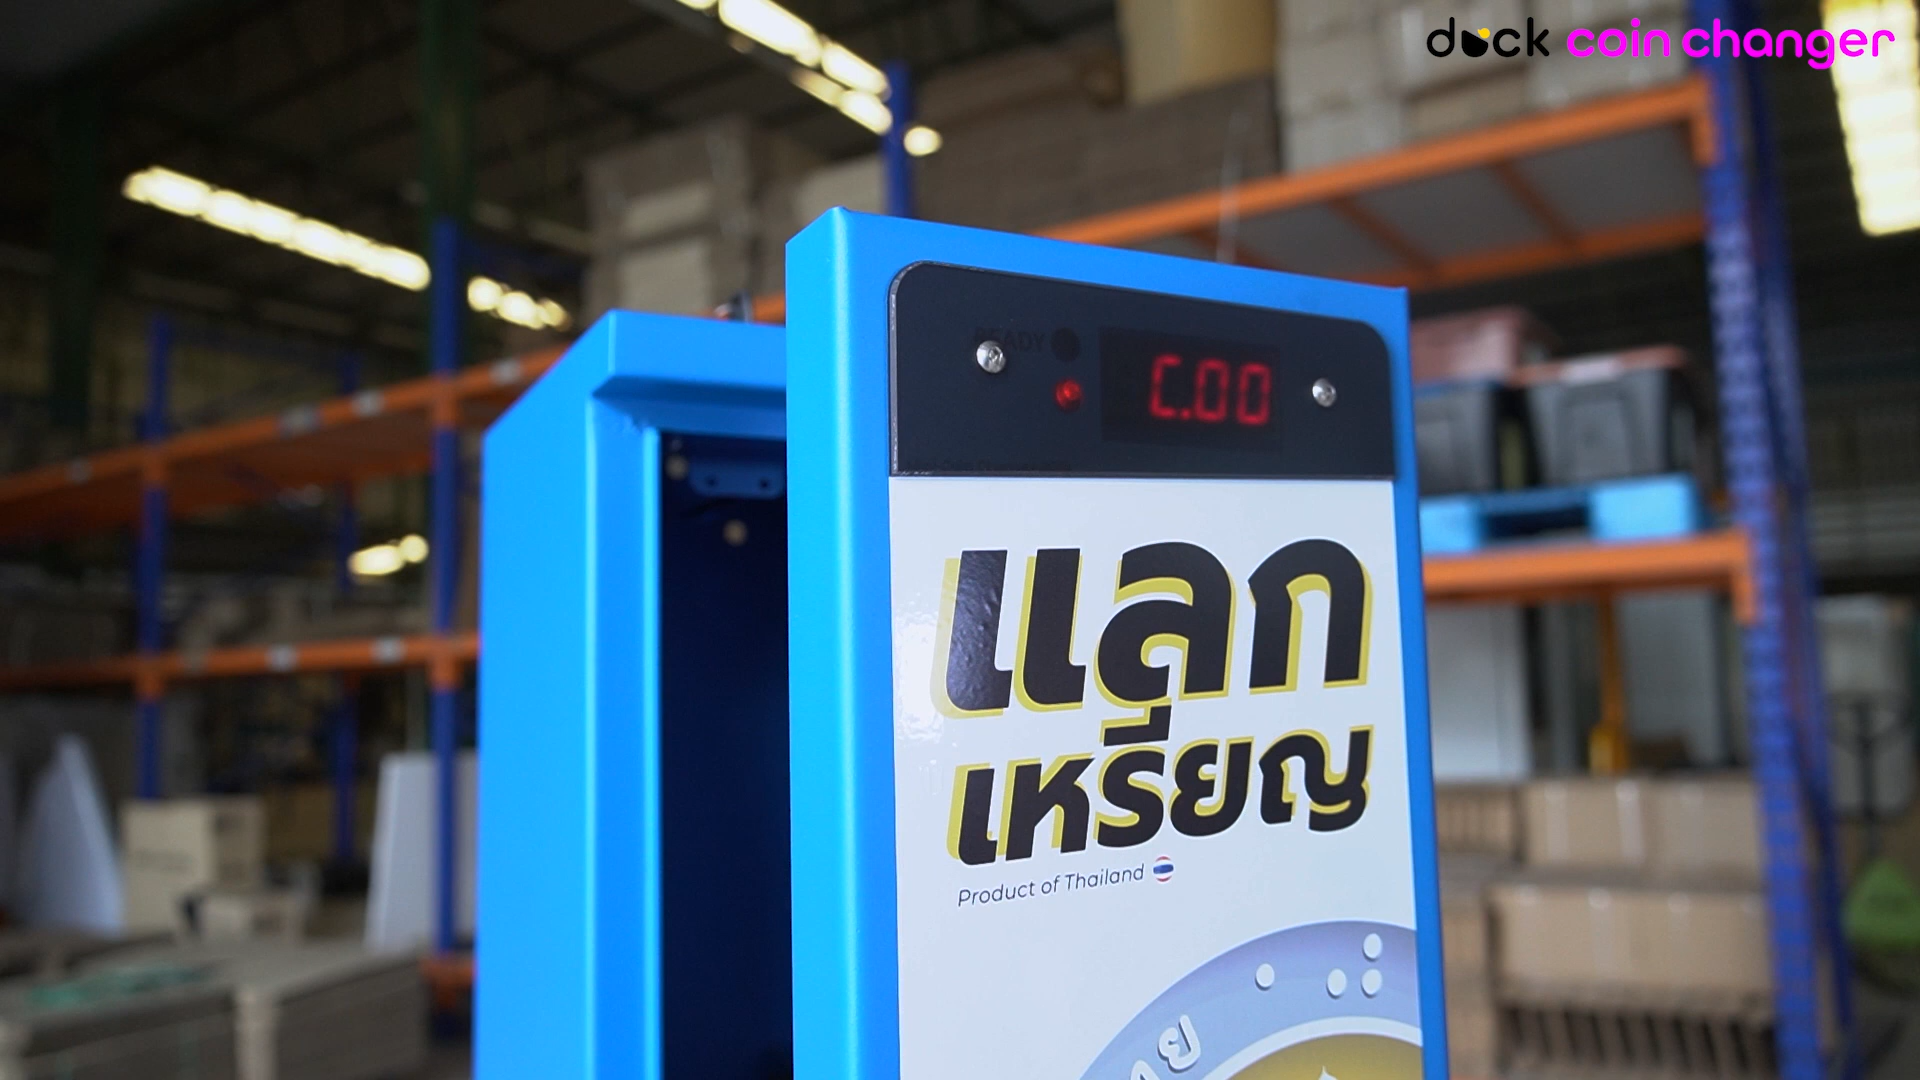 duck coin changer
READY
C.00
แลก
เหรียญ
Product of Thailand